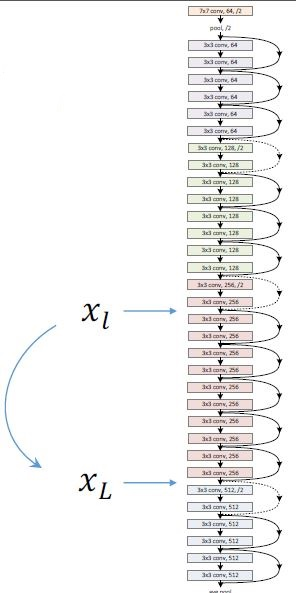 7x7 conv, 64, /2
pool, /2
3x3 conv, 64
3x3 conv, 64
3x3 conv, 64
3x3 conv, 64
3x3 conv, 64
3x3 conv, 64
3x3 conv, 128, /2
3x3 conv, 128
3x3 conv, 128
3x3 conv, 128
3x3 conv, 128
3x3 conv, 128
3x3 conv, 128
3x3 conv, 128
3x3 conv, 256, /2
3x3 conv, 256
x_l
3x3 conv, 256
3x3 conv, 256
3x3 conv, 256
3x3 conv, 256
3x3 conv, 256
3x3 conv, 256
3x3 conv, 256
3x3 conv, 256
3x3 conv, 256
3x3 conv, 256
x_L
3x3 conv, 512, /2
3x3 conv, 512
3x3 conv, 512
3x3 conv, 512
3x3 conv, 512
3x3 conv, 512